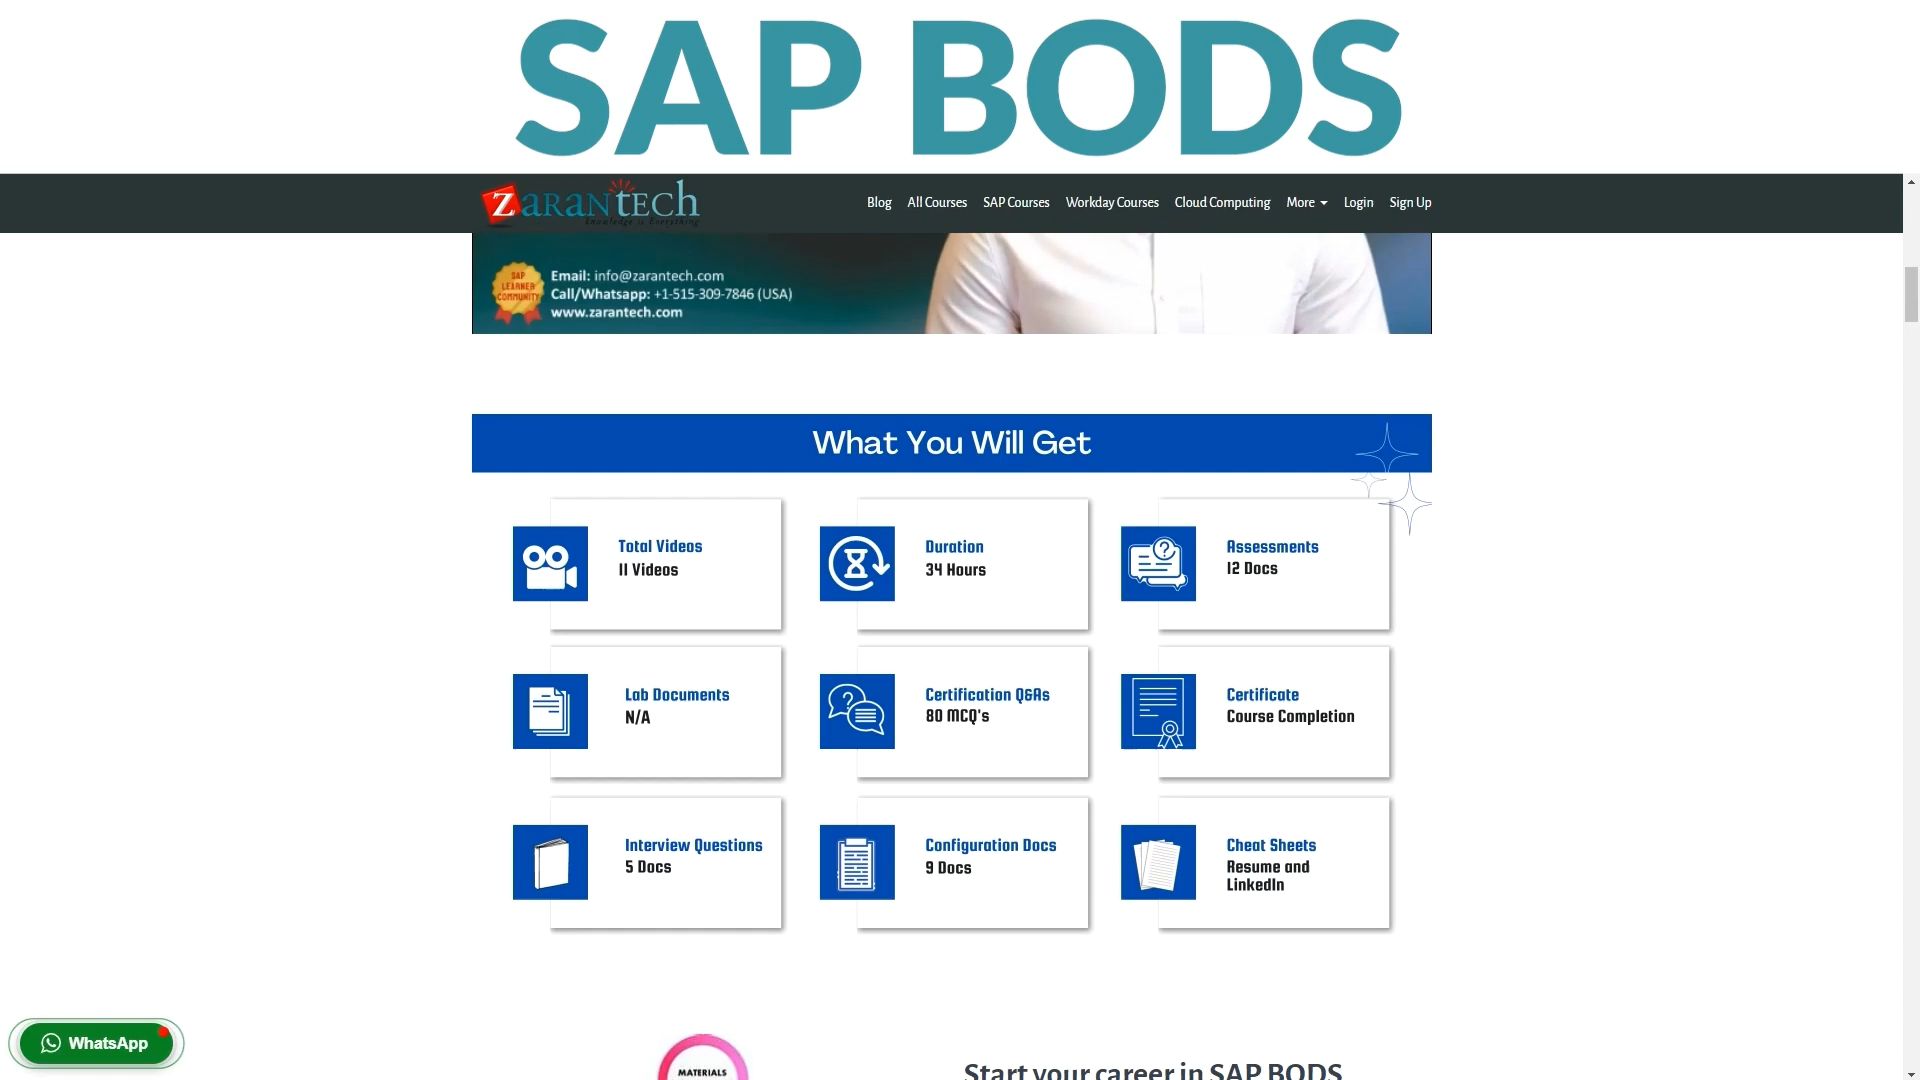 SAP BODS
ZARANTECH
Knowledge is Everything
Blog All Courses SAP Courses Workday Courses Cloud Computing More Login Sign Up
SAP
LEARNER
COMMUNITY
Email: info@zarantech.com
Call/Whatsapp: +1-515-309-7846 (USA)
www.zarantech.com
What You Will Get
Total Videos
11 Videos
Duration
34 Hours
Assessments
12 Docs
Lab Documents
N/A
Certification Q&As
80 MCQ's
Certificate
Course Completion
Interview Questions
5 Docs
Configuration Docs
9 Docs
Cheat Sheets
Resume and
LinkedIn
WhatsApp
MATERIALS
Start your career in SAP BODS